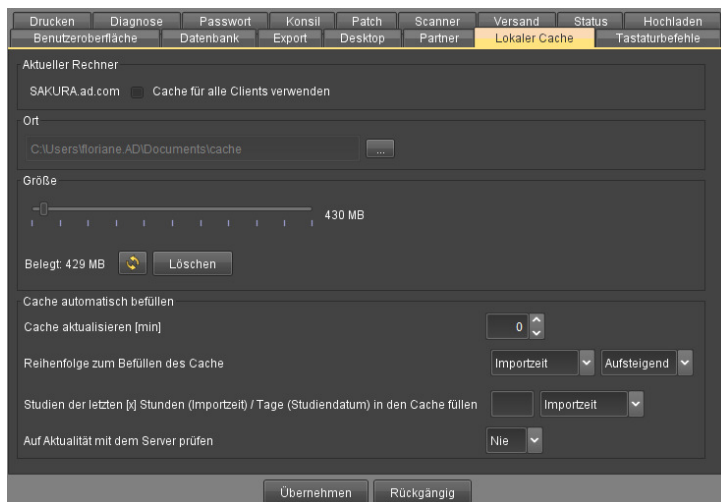 Drucken Diagnose Passwort Konsil Patch Scanner Versand Status Hochladen
Benutzeroberfläche Datenbank Export Desktop Partner Lokaler Cache Tastaturbefehle
Aktueller Rechner
SAKURA.ad.com Cache für alle Clients verwenden
Ort
C:\Users\floriane.AD\Documents\cache ...
Größe
430 MB
Belegt: 429 MB Löschen
Cache automatisch befüllen
Cache aktualisieren [min] 0
Reihenfolge zum Befüllen des Cache Importzeit Aufsteigend
Studien der letzten [x] Stunden (Importzeit) / Tage (Studiendatum) in den Cache füllen Importzeit
Auf Aktualität mit dem Server prüfen Nie
Übernehmen Rückgängig